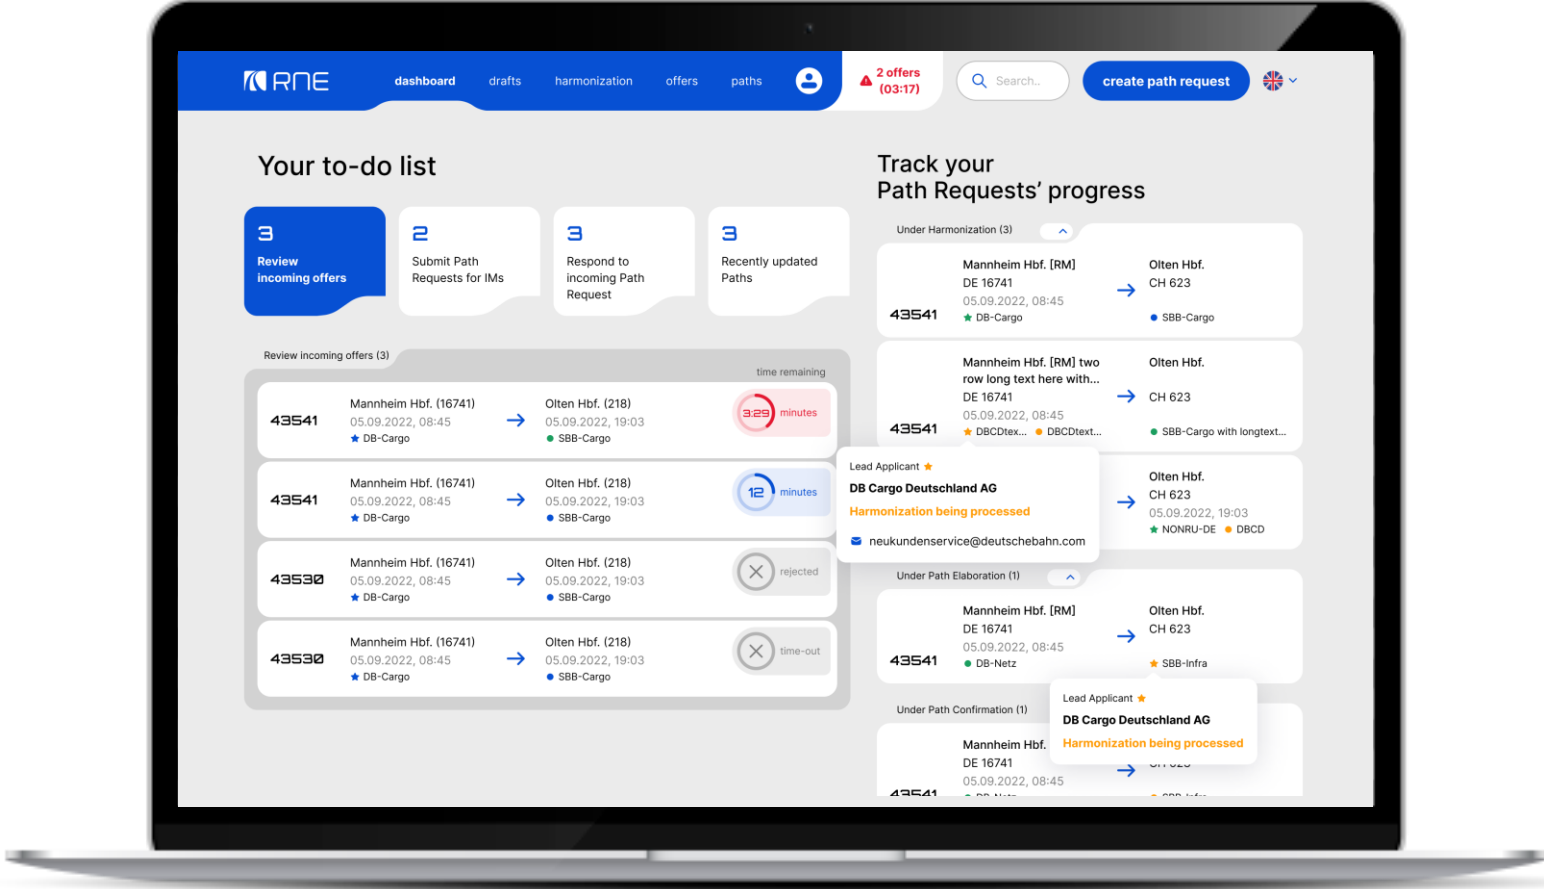 RNE
dashboard
drafts
harmonization
offers
paths
2 offers
(03:17)
Search..
create path request
Your to-do list
3
Review
incoming offers
2
Submit Path
Requests for IMs
3
Respond to
incoming Path
Request
3
Recently updated
Paths
Review incoming offers (3)
time remaining
43541
Mannheim Hbf. (16741)
05.09.2022, 08:45
DB-Cargo
Olten Hbf. (218)
05.09.2022, 19:03
SBB-Cargo
3:29 minutes
43541
Mannheim Hbf. (16741)
05.09.2022, 08:45
DB-Cargo
Olten Hbf. (218)
05.09.2022, 19:03
SBB-Cargo
12 minutes
43530
Mannheim Hbf. (16741)
05.09.2022, 08:45
DB-Cargo
Olten Hbf. (218)
05.09.2022, 19:03
SBB-Cargo
rejected
43530
Mannheim Hbf. (16741)
05.09.2022, 08:45
DB-Cargo
Olten Hbf. (218)
05.09.2022, 19:03
SBB-Cargo
time-out
Track your
Path Requests’ progress
Under Harmonization (3)
43541
Mannheim Hbf. [RM]
DE 16741
05.09.2022, 08:45
DB-Cargo
Olten Hbf.
CH 623
SBB-Cargo
43541
Mannheim Hbf. [RM] two
row long text here with...
DE 16741
05.09.2022, 08:45
DBCDtex... DBCDtext...
Olten Hbf.
CH 623
SBB-Cargo with longtext...
Lead Applicant
DB Cargo Deutschland AG
Harmonization being processed
neukundenservice@deutschebahn.com
Olten Hbf.
CH 623
05.09.2022, 19:03
NONRU-DE DBCD
Under Path Elaboration (1)
43541
Mannheim Hbf. [RM]
DE 16741
05.09.2022, 08:45
DB-Netz
Olten Hbf.
CH 623
SBB-Infra
Lead Applicant
DB Cargo Deutschland AG
Harmonization being processed
Under Path Confirmation (1)
43541
Mannheim Hbf.
DE 16741
05.09.2022, 08:45